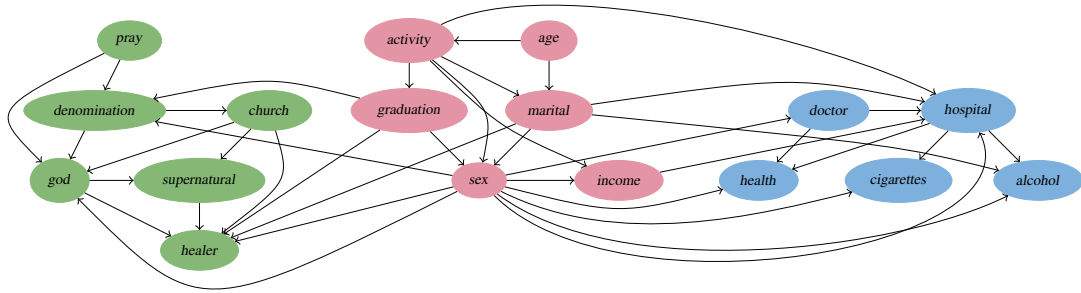 pray activity age
denomination church graduation marital doctor hospital
god supernatural sex income health cigarettes alcohol
healer